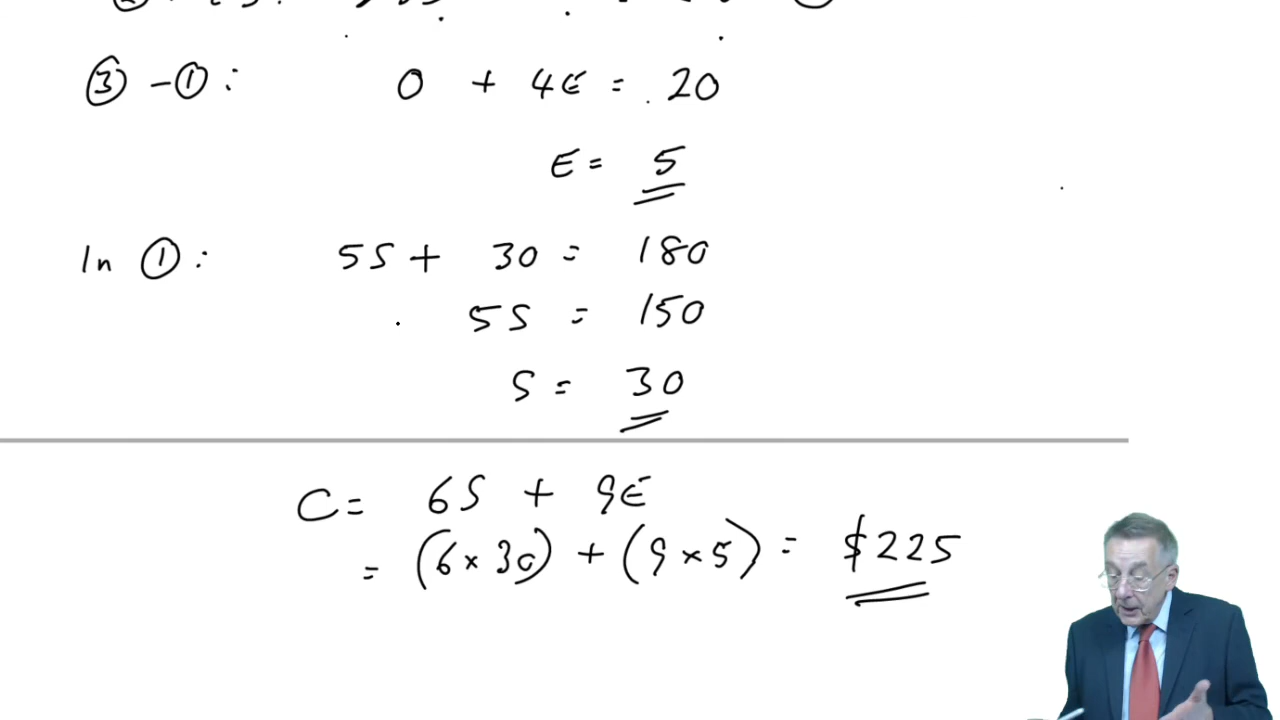 ③ - ①: 0 + 4E = 20
E = 5
In ①: 5S + 30 = 180
5S = 150
S = 30
C = 6S + 9E
= (6 × 30) + (9 × 5) = $225